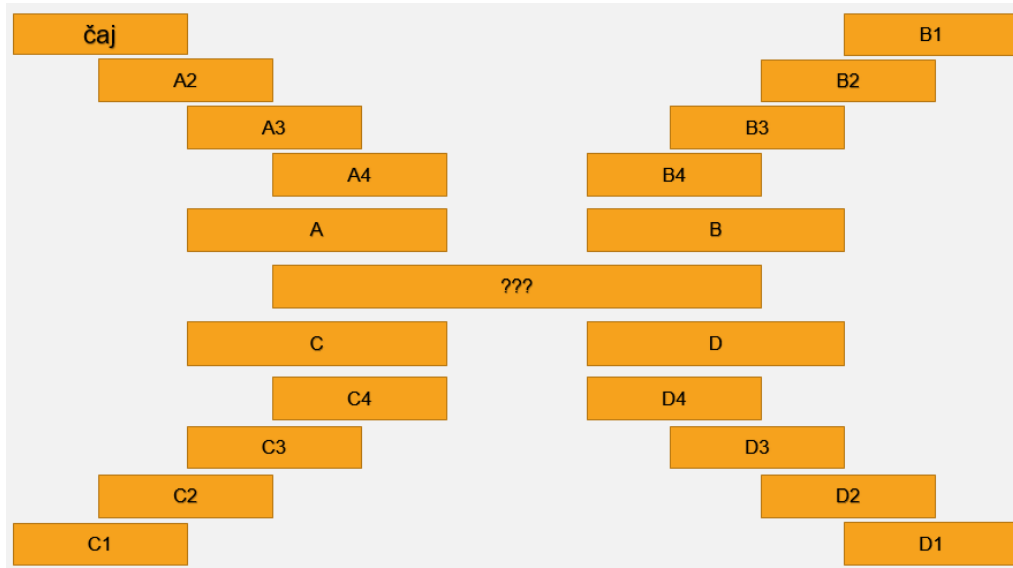 čaj B1
A2 B2
A3 B3
A4 B4
A B
???
C D
C4 D4
C3 D3
C2 D2
C1 D1